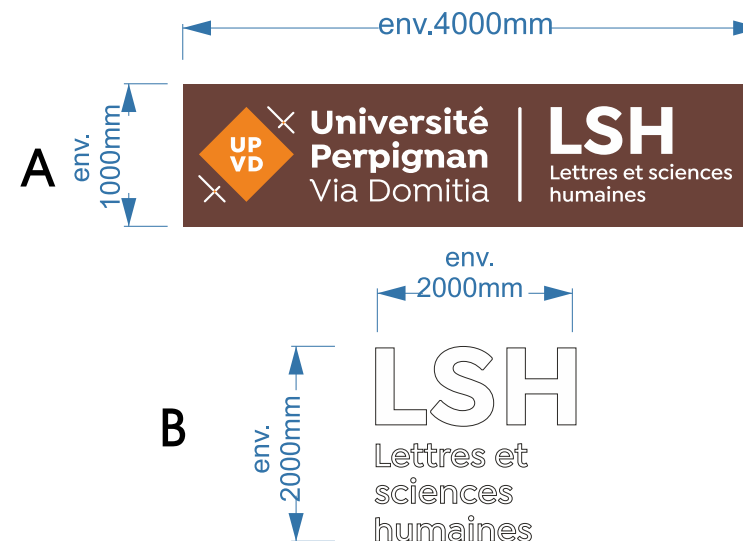 env.4000mm
A
env.
1000mm
UP
VD
Université
Perpignan
Via Domitia
LSH
Lettres et sciences
humaines
env.
2000mm
B
env.
2000mm
LSH
Lettres et
sciences
humaines